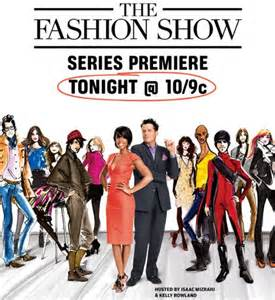 THE
FASHION SHOW
SERIES PREMIERE
TONIGHT @ 10/9c
HOSTED BY ISAAC MIZRAHI
& KELLY ROWLAND